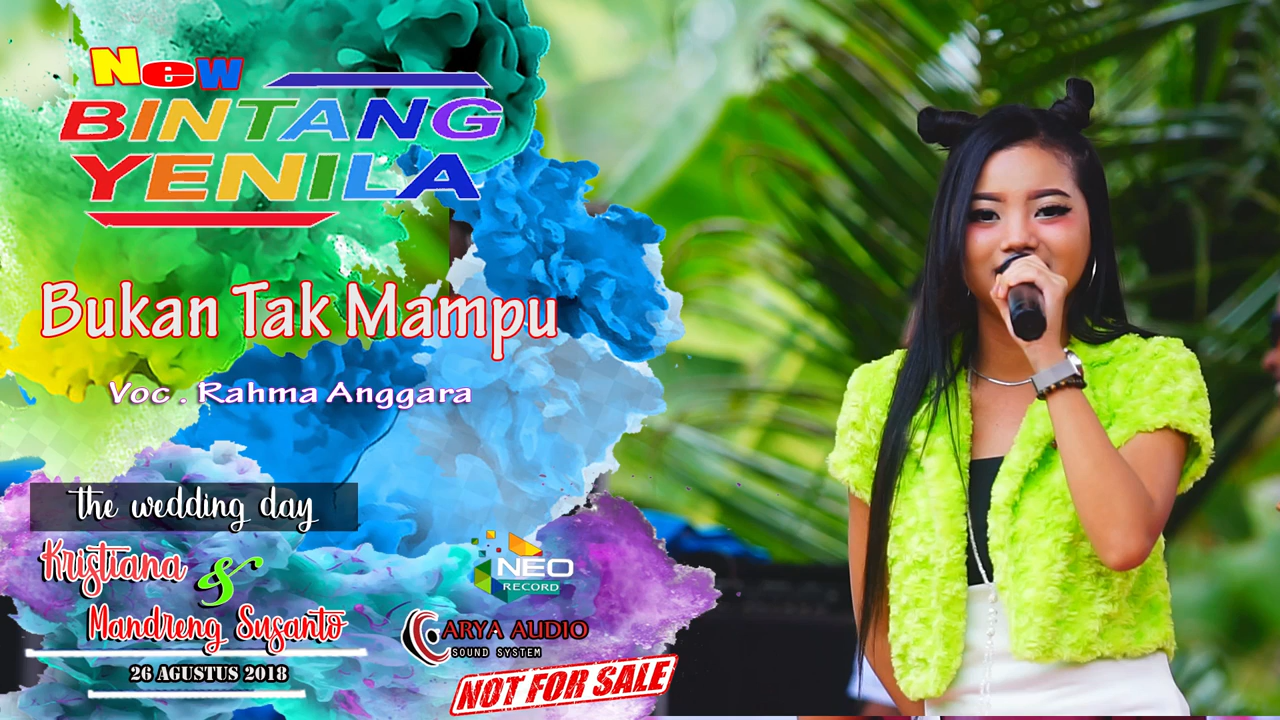 New
BINTANG
YENILA
Bukan Tak Mampu
Voc . Rahma Anggara
the wedding day
Kristiana
&
Mandreng Susanto
26 AGUSTUS 2018
NEO
RECORD
ARYA AUDIO
SOUND SYSTEM
NOT FOR SALE